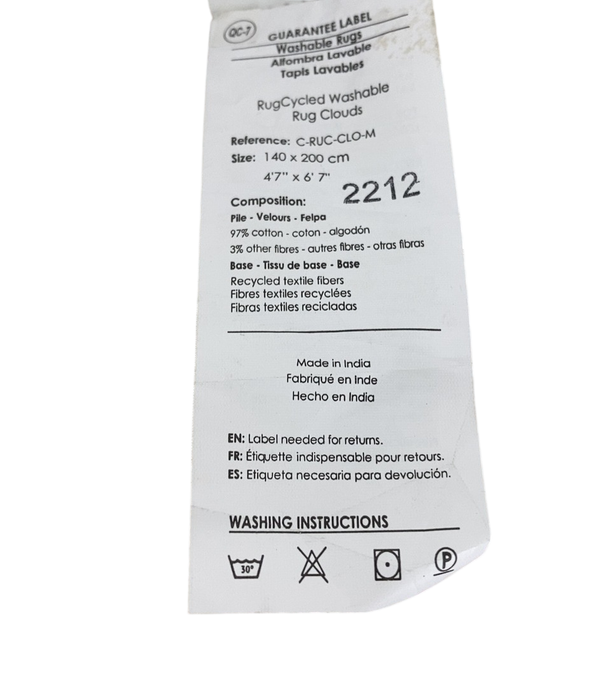 QC-7
GUARANTEE LABEL
Washable Rugs
Alfombra Lavable
Tapis Lavables
RugCycled Washable
Rug Clouds
Reference: C-RUC-CLO-M
Size: 140 x 200 cm
4'7" x 6' 7"
2212
Composition:
Pile - Velours - Felpa
97% cotton - coton - algodón
3% other fibres - autres fibres - otras fibras
Base - Tissu de base - Base
Recycled textile fibers
Fibres textiles recyclées
Fibras textiles recicladas
Made in India
Fabriqué en Inde
Hecho en India
EN: Label needed for returns.
FR: Étiquette indispensable pour retours.
ES: Etiqueta necesaria para devolución.
WASHING INSTRUCTIONS
30° P